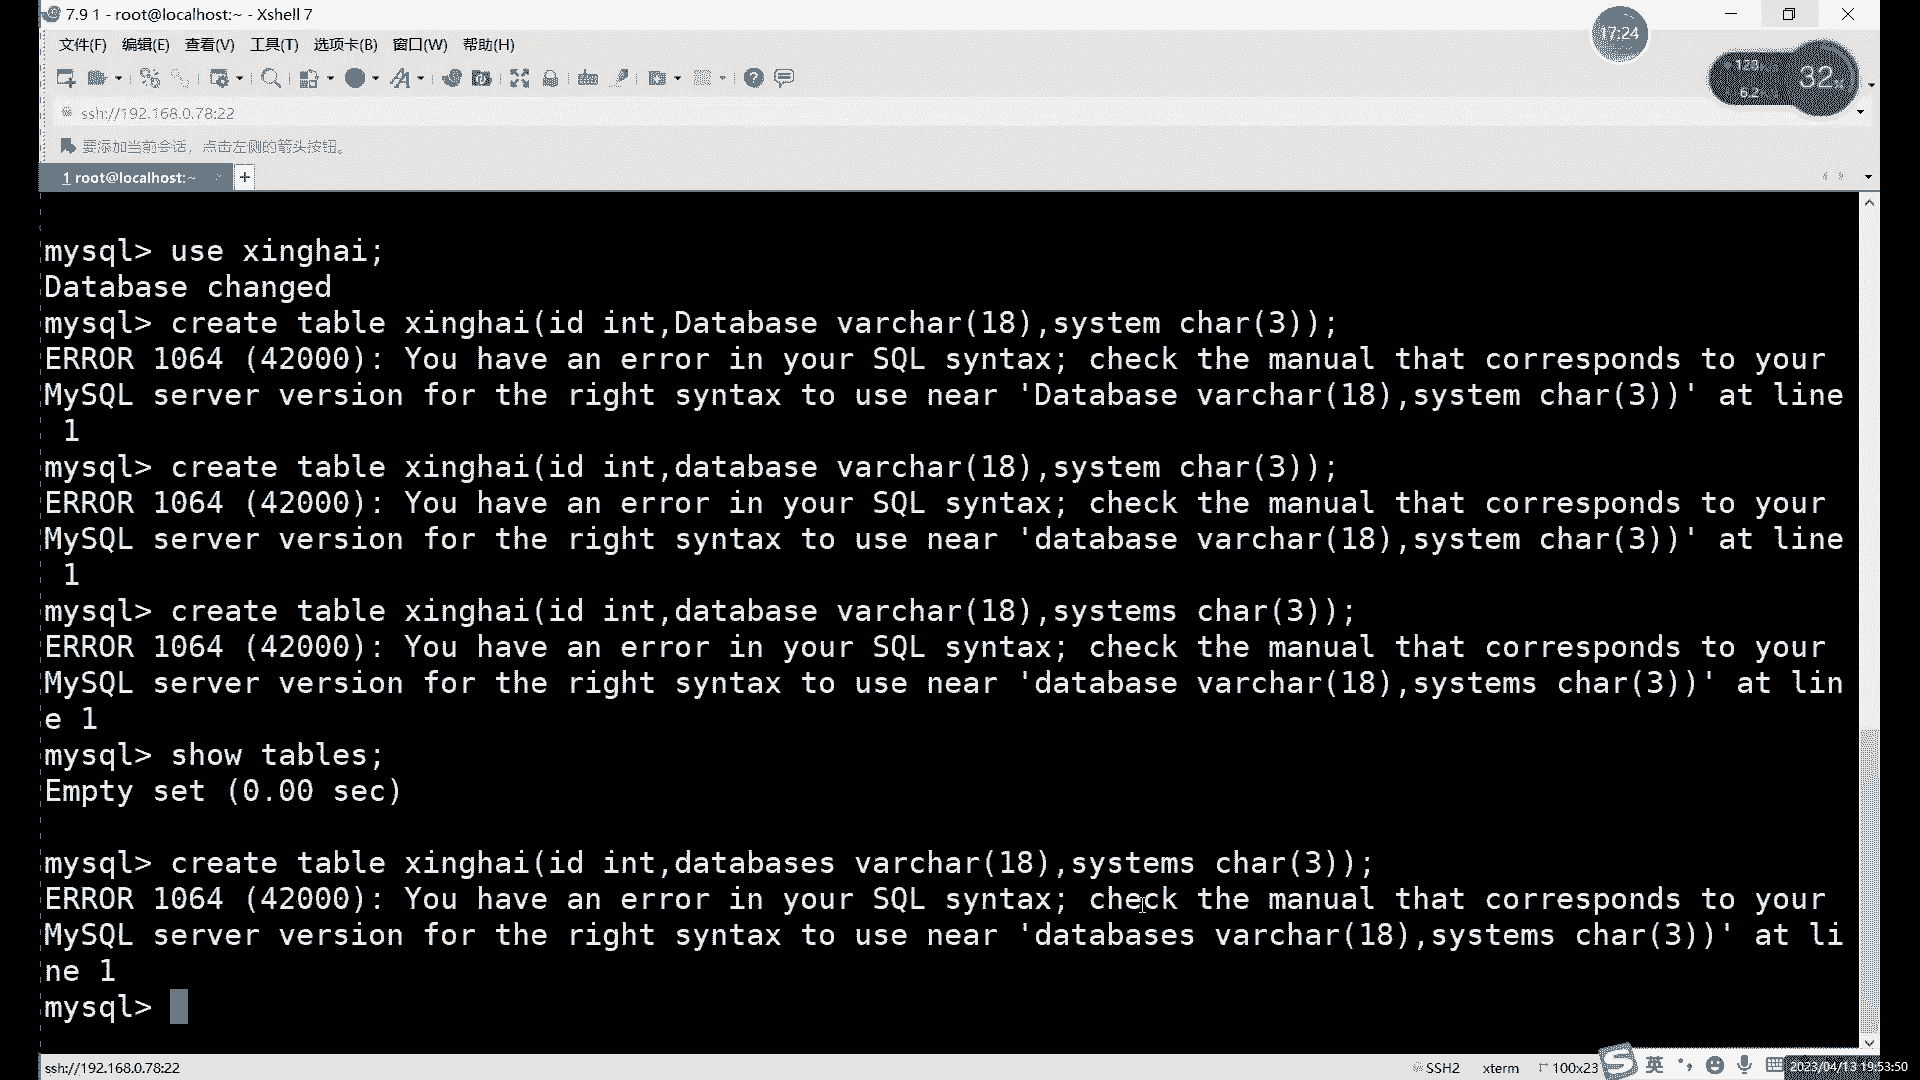 7.9 1 - root@localhost:~ - Xshell 7
17:24
文件(F) 编辑(E) 查看(V) 工具(T) 选项卡(B) 窗口(W) 帮助(H)
123
6.2
32%
ssh://192.168.0.78:22
要添加当前会话，点击左侧的箭头按钮。
1 root@localhost:~
mysql> use xinghai;
Database changed
mysql> create table xinghai(id int,Database varchar(18),system char(3));
ERROR 1064 (42000): You have an error in your SQL syntax; check the manual that corresponds to your
MySQL server version for the right syntax to use near 'Database varchar(18),system char(3))' at line
1
mysql> create table xinghai(id int,database varchar(18),system char(3));
ERROR 1064 (42000): You have an error in your SQL syntax; check the manual that corresponds to your
MySQL server version for the right syntax to use near 'database varchar(18),system char(3))' at line
1
mysql> create table xinghai(id int,database varchar(18),systems char(3));
ERROR 1064 (42000): You have an error in your SQL syntax; check the manual that corresponds to your
MySQL server version for the right syntax to use near 'database varchar(18),systems char(3))' at lin
e 1
mysql> show tables;
Empty set (0.00 sec)
mysql> create table xinghai(id int,databases varchar(18),systems char(3));
ERROR 1064 (42000): You have an error in your SQL syntax; check the manual that corresponds to your
MySQL server version for the right syntax to use near 'databases varchar(18),systems char(3))' at li
ne 1
mysql>
ssh://192.168.0.78:22
SSH2 xterm 100x23
英
2023/04/13 19:53:50